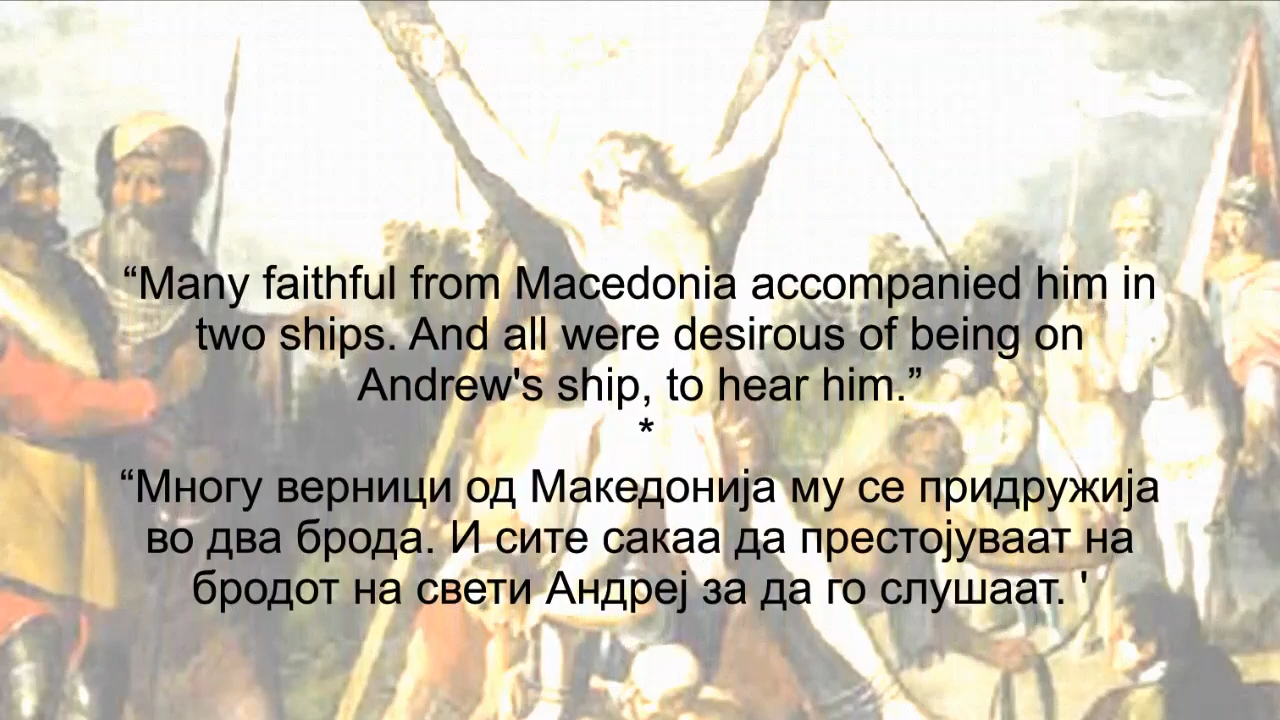 “Many faithful from Macedonia accompanied him in
two ships. And all were desirous of being on
Andrew's ship, to hear him.”
*
“Многу верници од Македонија му се придружија
во два брода. И сите сакаа да престојуваат на
бродот на свети Андреј за да го слушаат. '